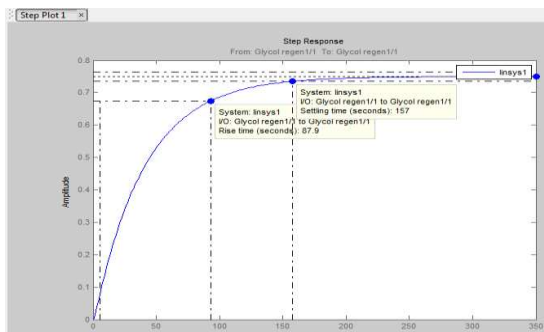 Step Plot 1 ×
Step Response
From: Glycol regen1/1 To: Glycol regen1/1
linsys1
System: linsys1
I/O: Glycol regen1/1 to Glycol regen1/1
Settling time (seconds): 157
System: linsys1
I/O: Glycol regen1/1 to Glycol regen1/1
Rise time (seconds): 87.9
Amplitude
0.8
0.7
0.6
0.5
0.4
0.3
0.2
0.1
0
0 50 100 150 200 250 300 350